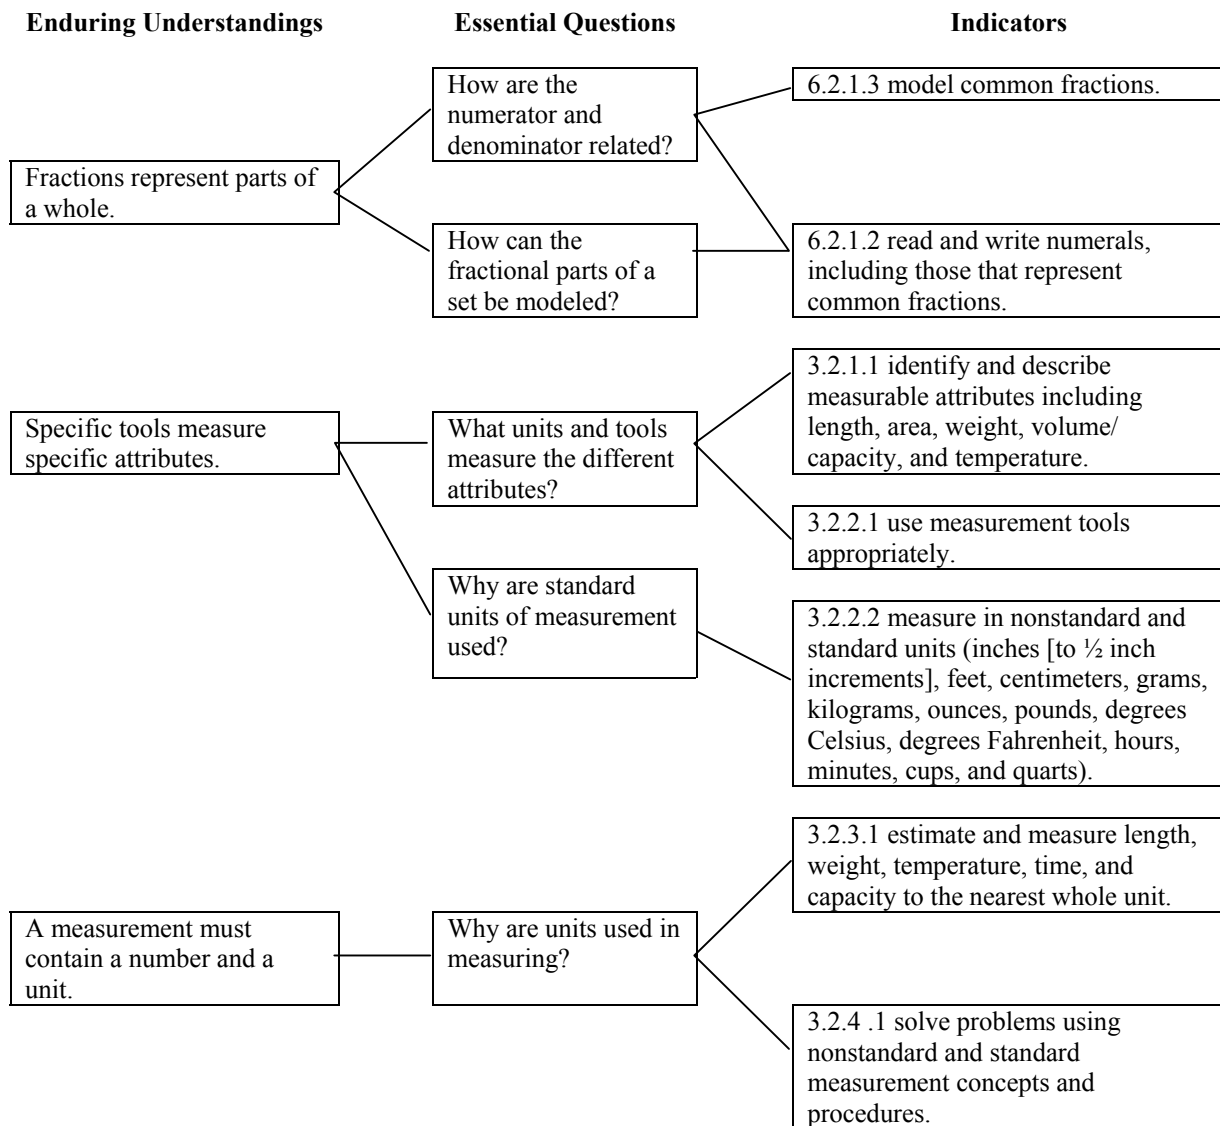 Enduring Understandings
Essential Questions
Indicators
How are the
numerator and
denominator related?
6.2.1.3 model common fractions.
Fractions represent parts of
a whole.
How can the
fractional parts of a
set be modeled?
6.2.1.2 read and write numerals,
including those that represent
common fractions.
3.2.1.1 identify and describe
measurable attributes including
length, area, weight, volume/
capacity, and temperature.
Specific tools measure
specific attributes.
What units and tools
measure the different
attributes?
3.2.2.1 use measurement tools
appropriately.
Why are standard
units of measurement
used?
3.2.2.2 measure in nonstandard and
standard units (inches [to ½ inch
increments], feet, centimeters, grams,
kilograms, ounces, pounds, degrees
Celsius, degrees Fahrenheit, hours,
minutes, cups, and quarts).
3.2.3.1 estimate and measure length,
weight, temperature, time, and
capacity to the nearest whole unit.
A measurement must
contain a number and a
unit.
Why are units used in
measuring?
3.2.4 .1 solve problems using
nonstandard and standard
measurement concepts and
procedures.